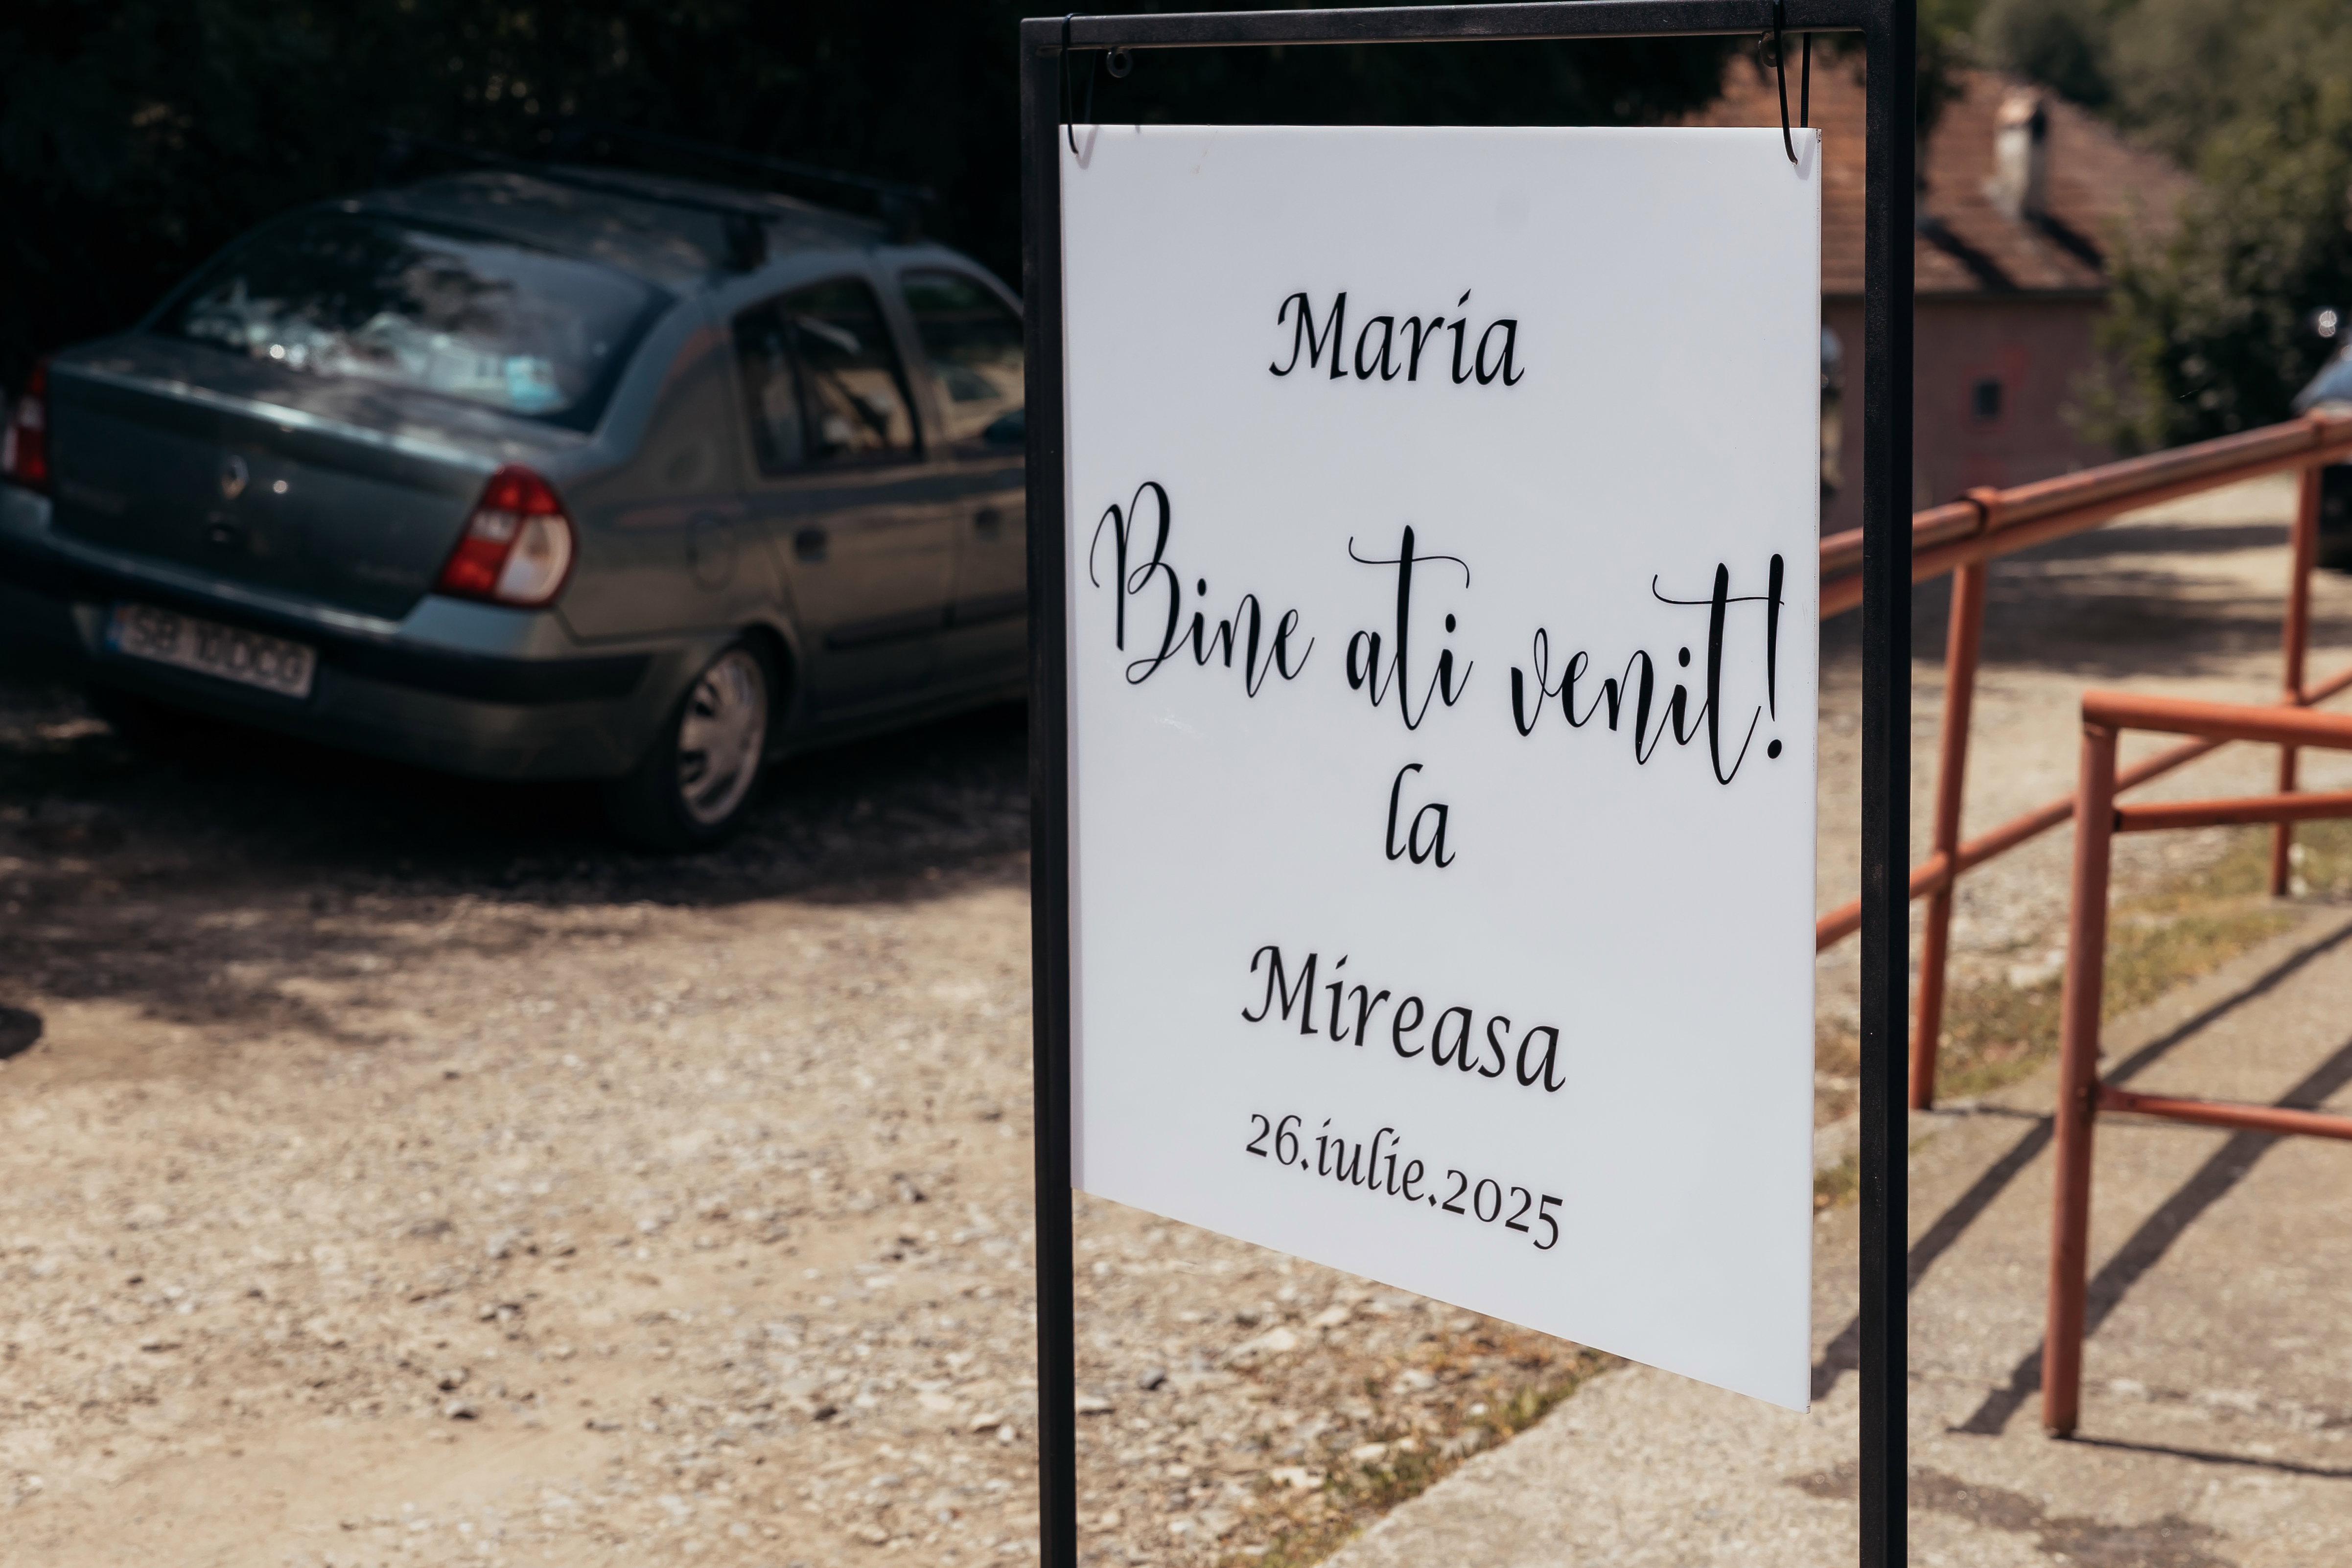 Maria
Bine ati venit!
la
Mireasa
26.iulie.2025